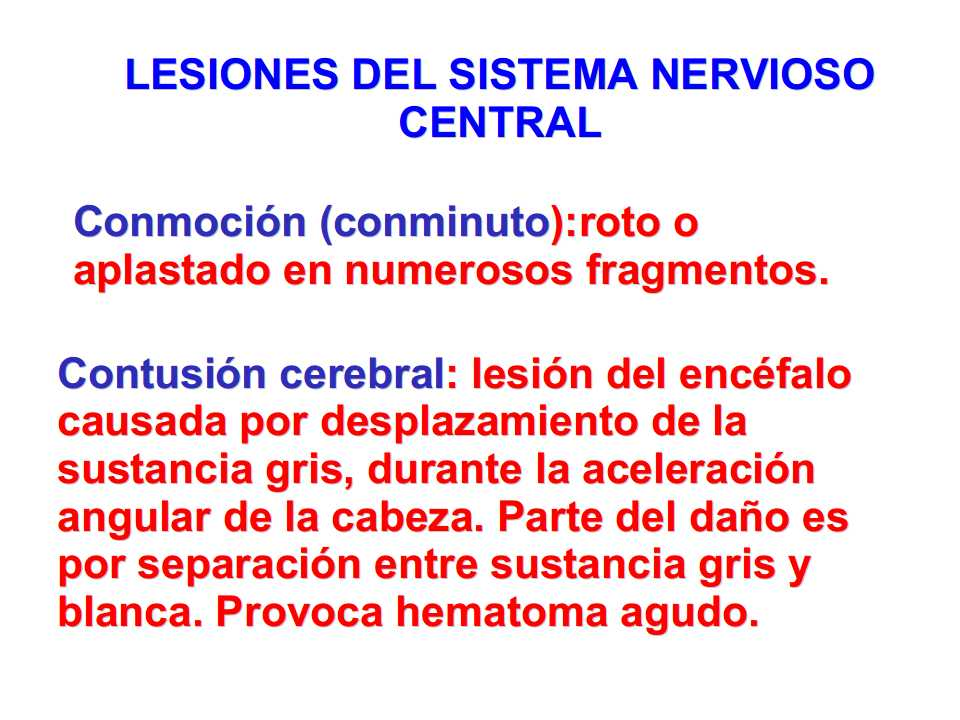 LESIONES DEL SISTEMA NERVIOSO
CENTRAL
Conmoción (conminuto):roto o
aplastado en numerosos fragmentos.
Contusión cerebral: lesión del encéfalo
causada por desplazamiento de la
sustancia gris, durante la aceleración
angular de la cabeza. Parte del daño es
por separación entre sustancia gris y
blanca. Provoca hematoma agudo.